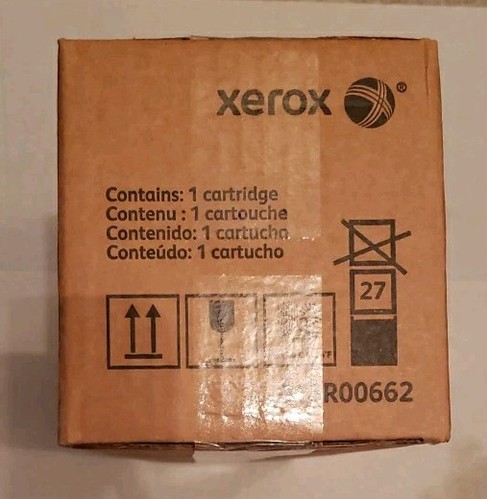 xerox ®
Contains: 1 cartridge
Contenu : 1 cartouche
Contenido: 1 cartucho
Conteúdo: 1 cartucho
27
R00662